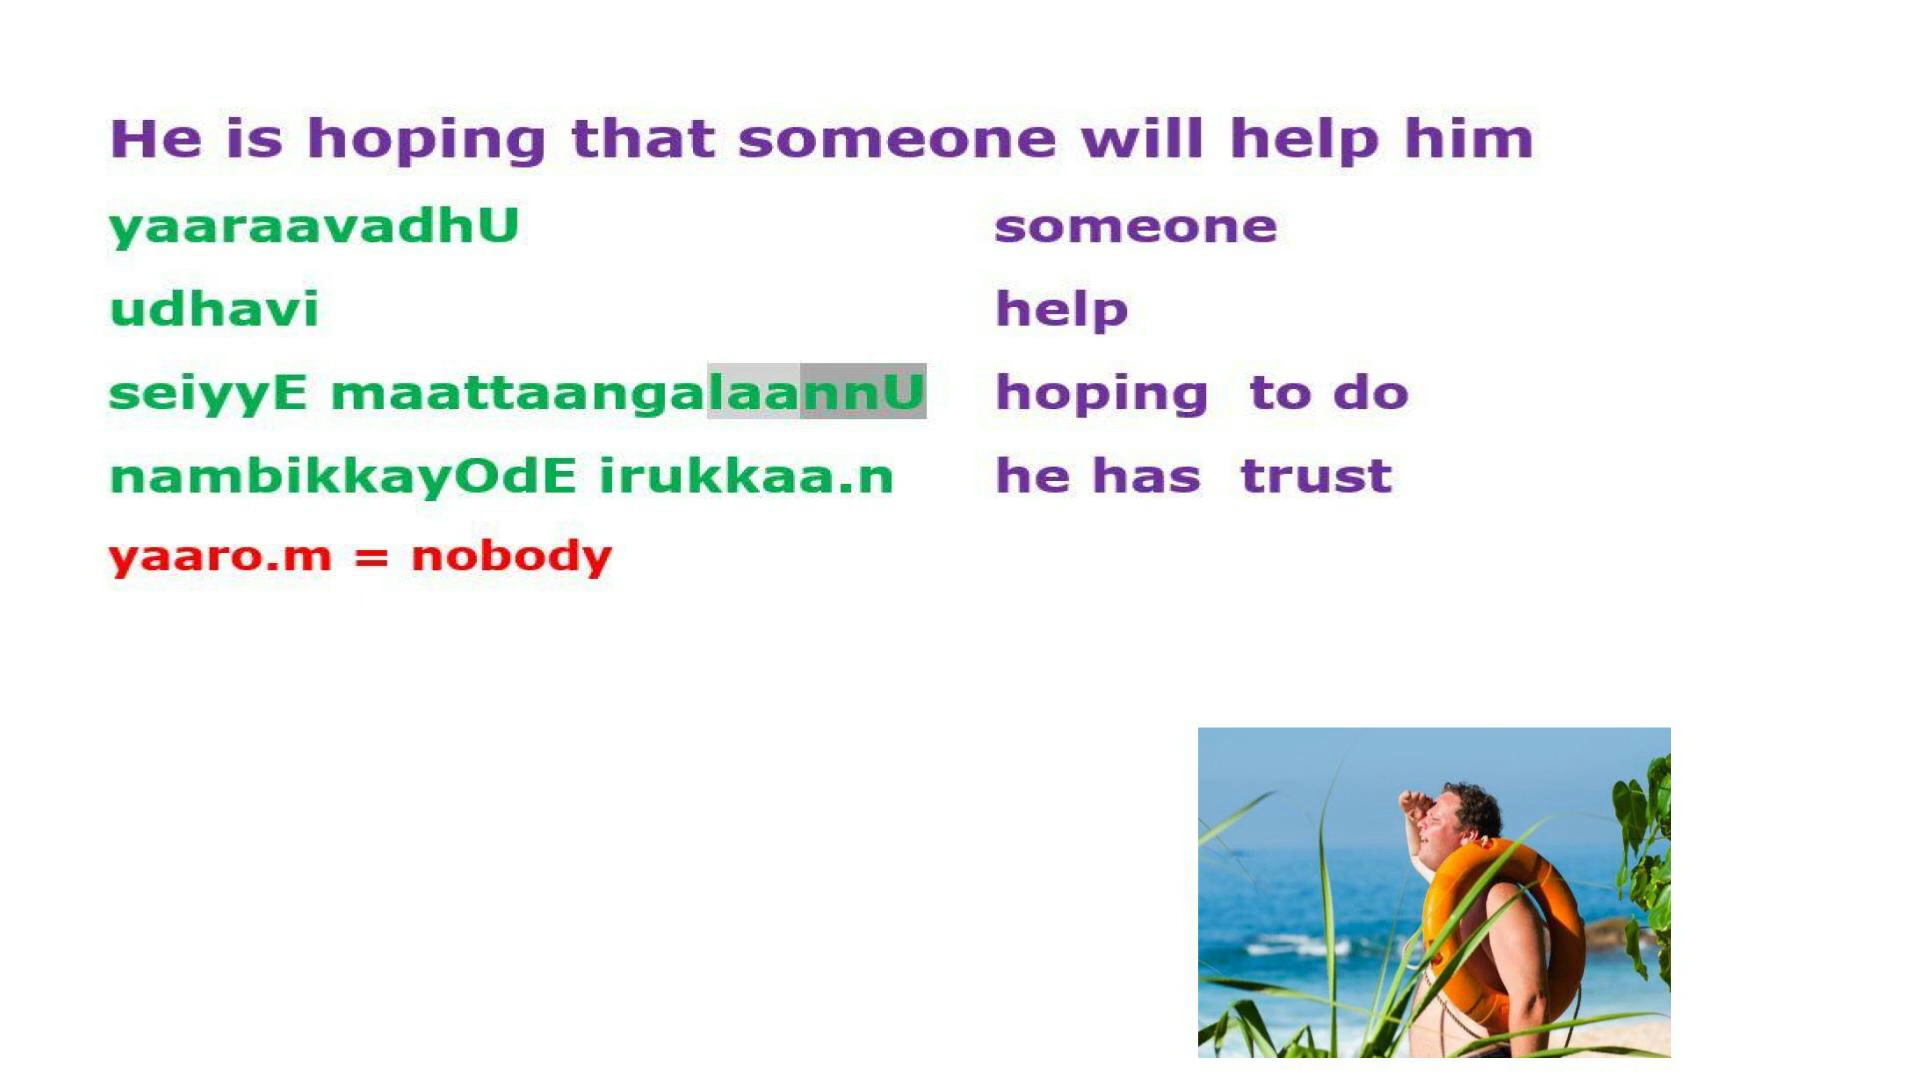 He is hoping that someone will help him
yaaraavadhU someone
udhavi help
seiyyE maattaangalaannU hoping to do
nambikkayOdE irukkaa.n he has trust
yaaro.m = nobody